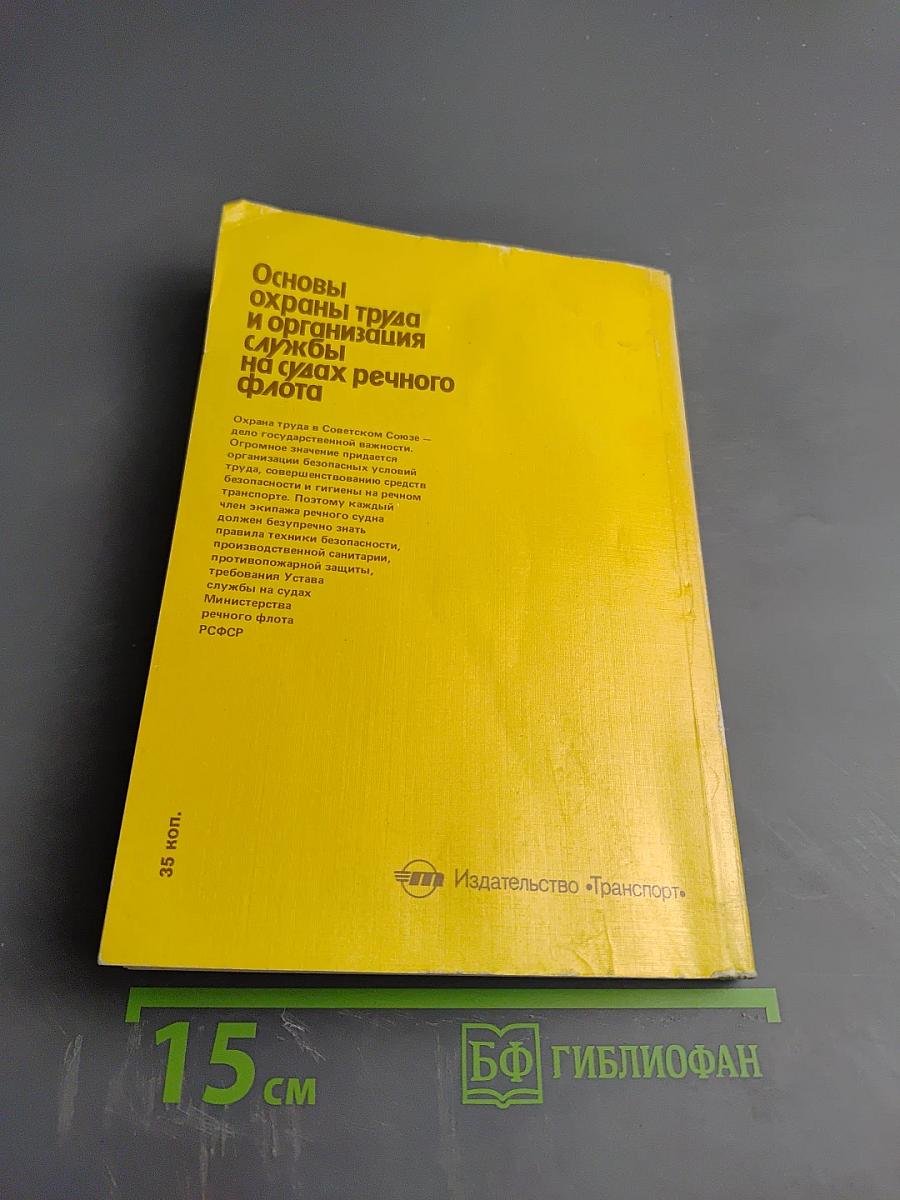 Основы
охраны труда
и организация
службы
на судах речного
флота
Охрана труда в Советском Союзе —
дело государственной важности.
Огромное значение придается
организации безопасных условий
труда, совершенствованию средств
безопасности и гигиены на речном
транспорте. Поэтому каждый
член экипажа речного судна
должен безупречно знать
правила техники безопасности,
производственной санитарии,
противопожарной защиты,
требования Устава
службы на судах
Министерства
речного флота
РСФСР
35 коп.
т Издательство «Транспорт»
15 см
БФ ГИБЛИОФАН